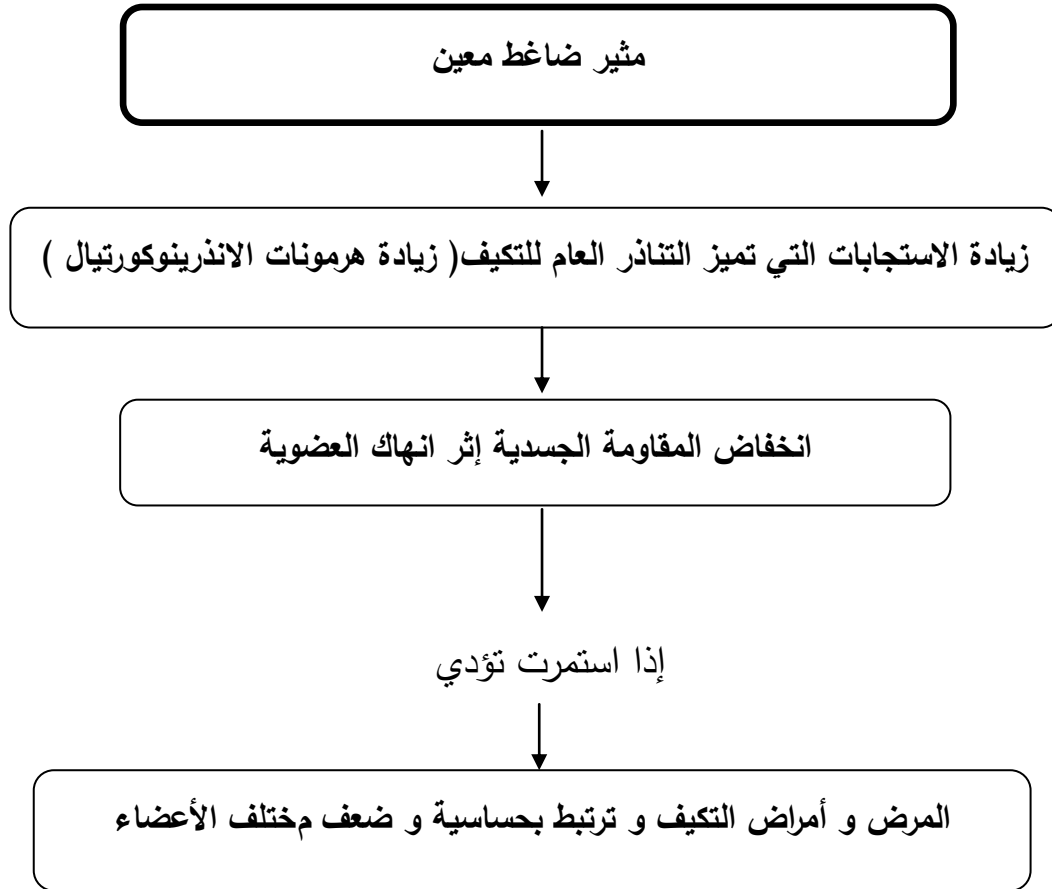 مثير ضاغط معين
زيادة الاستجابات التي تميز التناذر العام للتكيف( زيادة هرمونات الانذرينوكورتيال )
انخفاض المقاومة الجسدية إثر انهاك العضوية
إذا استمرت تؤدي
المرض و أمراض التكيف و ترتبط بحساسية و ضعف مختلف الأعضاء